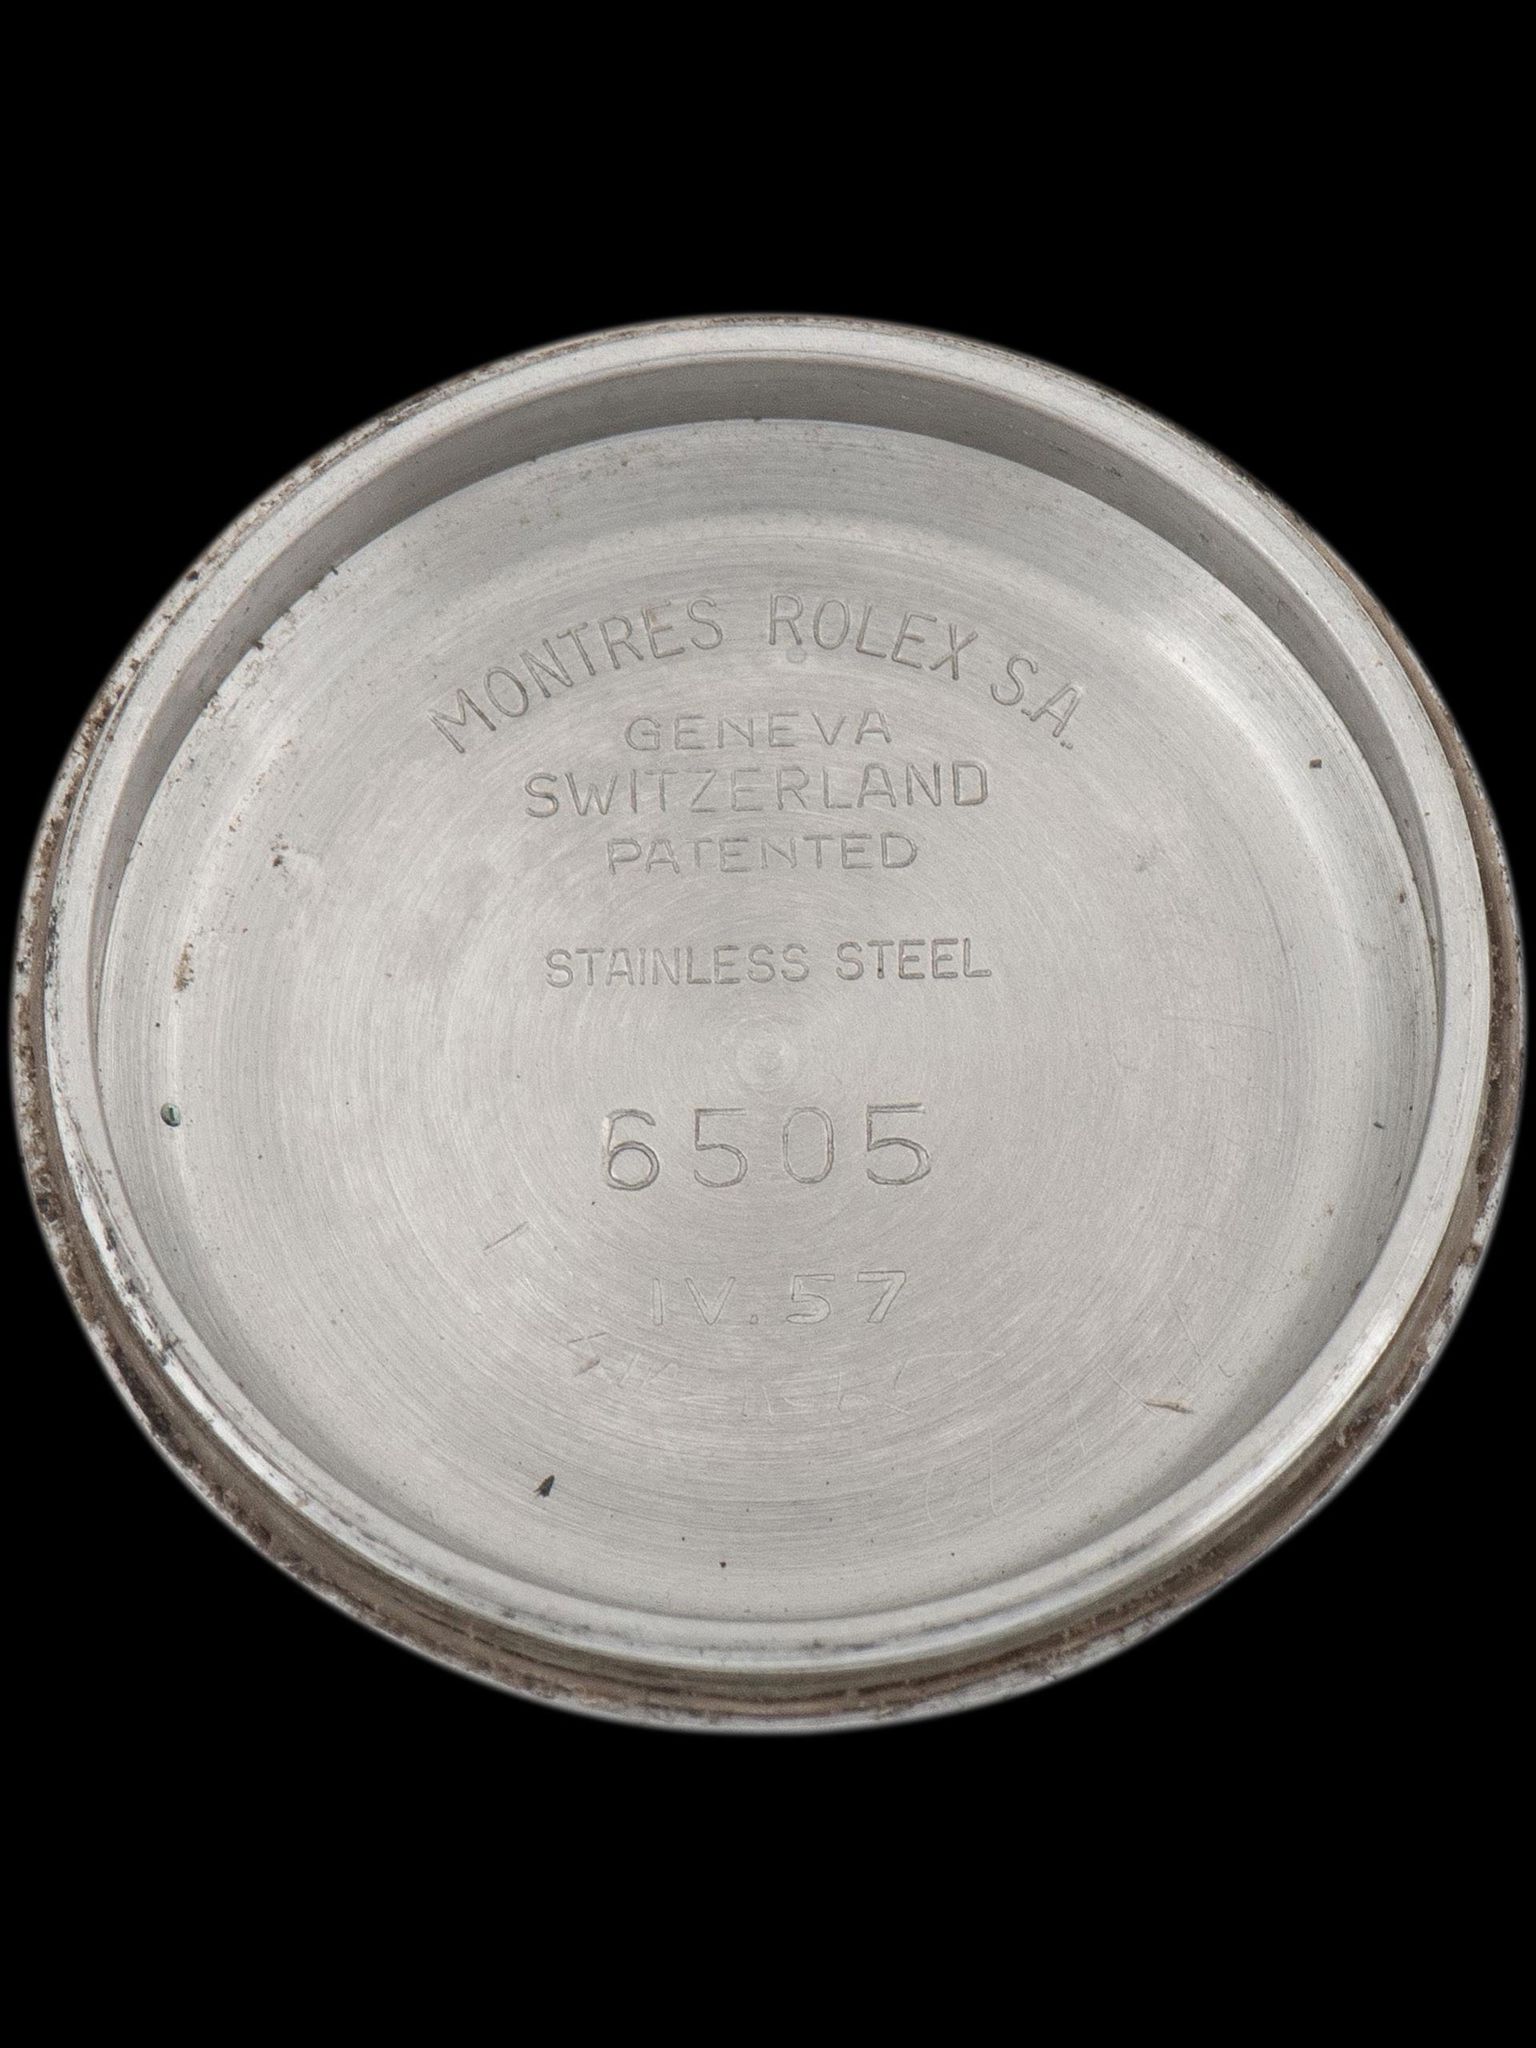 MONTRES ROLEX S.A.
GENEVA
SWITZERLAND
PATENTED
STAINLESS STEEL
6505
IV.57